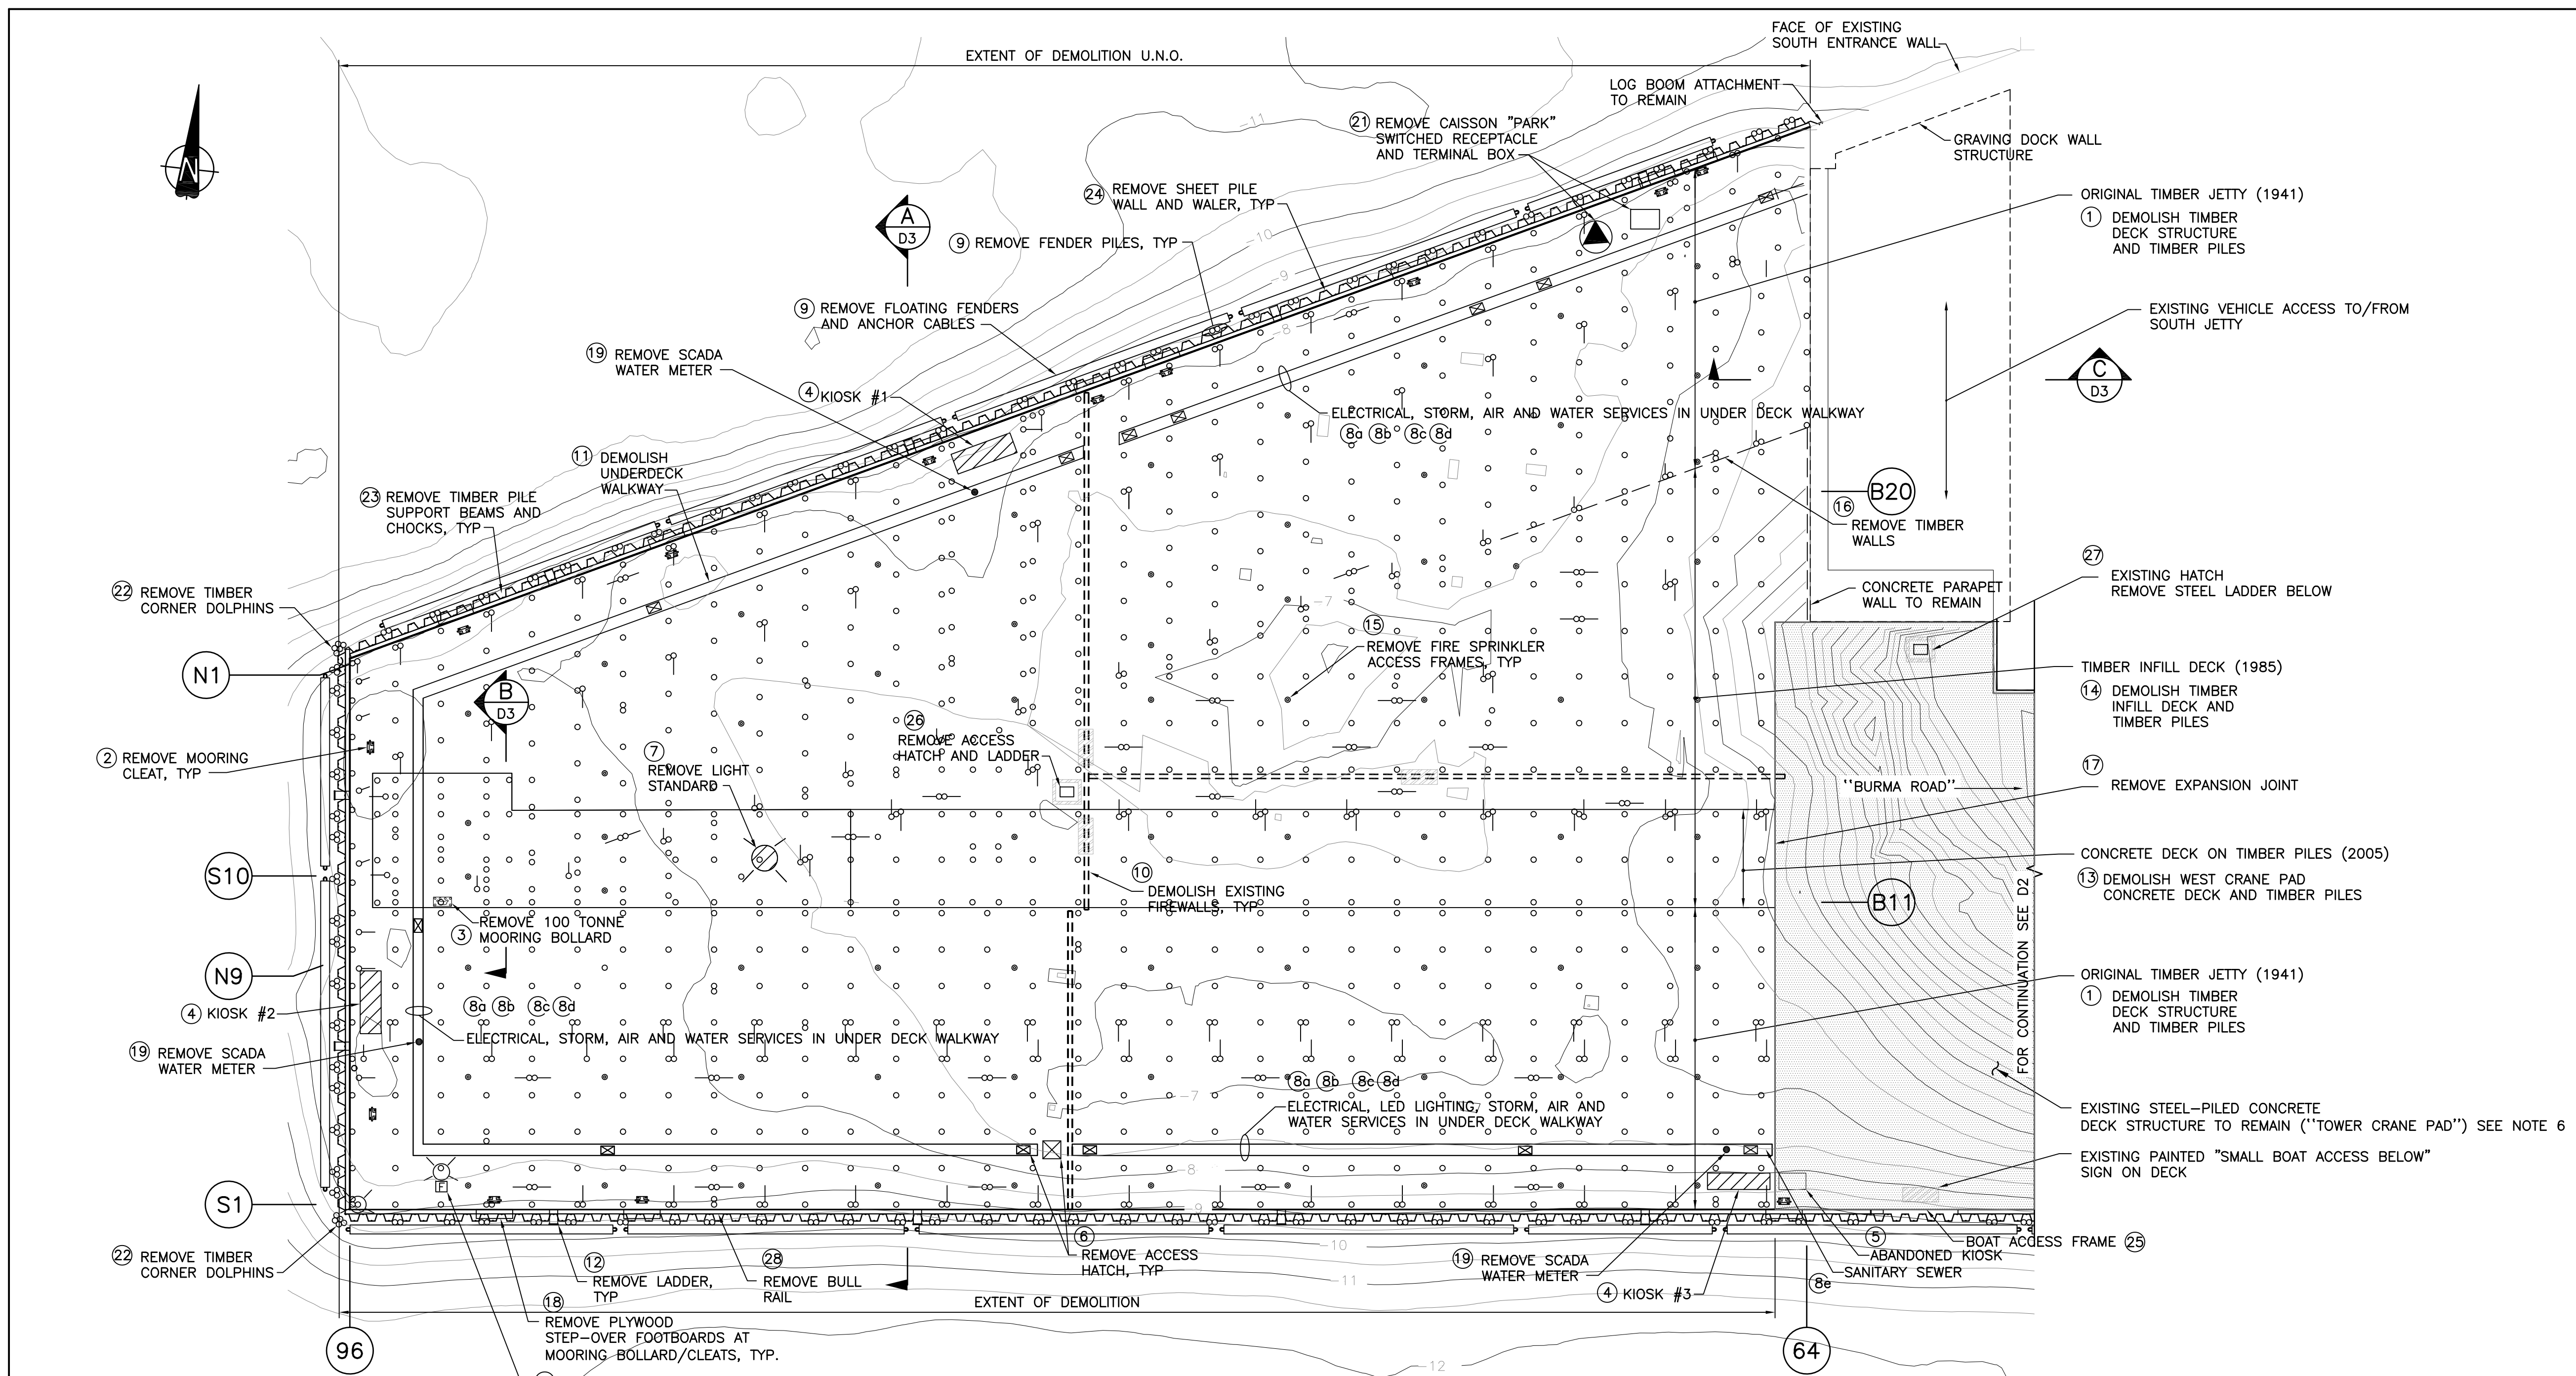 EXTENT OF DEMOLITION U.N.O.
FACE OF EXISTING
SOUTH ENTRANCE WALL
LOG BOOM ATTACHMENT
TO REMAIN
GRAVING DOCK WALL
STRUCTURE
N
A
D3
21 REMOVE CAISSON "PARK"
SWITCHED RECEPTACLE
AND TERMINAL BOX
24 REMOVE SHEET PILE
WALL AND WALER, TYP
9 REMOVE FENDER PILES, TYP
9 REMOVE FLOATING FENDERS
AND ANCHOR CABLES
19 REMOVE SCADA
WATER METER
4 KIOSK #1
11 DEMOLISH
UNDERDECK
WALKWAY
23 REMOVE TIMBER PILE
SUPPORT BEAMS AND
CHOCKS, TYP
22 REMOVE TIMBER
CORNER DOLPHINS
-11
-10
-9
-8
ORIGINAL TIMBER JETTY (1941)
1 DEMOLISH TIMBER
DECK STRUCTURE
AND TIMBER PILES
EXISTING VEHICLE ACCESS TO/FROM
SOUTH JETTY
C
D3
ELECTRICAL, STORM, AIR AND WATER SERVICES IN UNDER DECK WALKWAY
8a 8b 8c 8d
B20
16
REMOVE TIMBER
WALLS
27
EXISTING HATCH
REMOVE STEEL LADDER BELOW
CONCRETE PARAPET
WALL TO REMAIN
-7
15
REMOVE FIRE SPRINKLER
ACCESS FRAMES, TYP
N1
B
D3
TIMBER INFILL DECK (1985)
14 DEMOLISH TIMBER
INFILL DECK AND
TIMBER PILES
2 REMOVE MOORING
CLEAT, TYP
7
REMOVE LIGHT
STANDARD
26
REMOVE ACCESS
HATCH AND LADDER
17
REMOVE EXPANSION JOINT
"BURMA ROAD"
S10
10
DEMOLISH EXISTING
FIREWALLS, TYP
CONCRETE DECK ON TIMBER PILES (2005)
13 DEMOLISH WEST CRANE PAD
CONCRETE DECK AND TIMBER PILES
B11
FOR CONTINUATION SEE D2
REMOVE 100 TONNE
3 MOORING BOLLARD
N9
4 KIOSK #2
8a 8b 8c 8d
ELECTRICAL, STORM, AIR AND WATER SERVICES IN UNDER DECK WALKWAY
19 REMOVE SCADA
WATER METER
ORIGINAL TIMBER JETTY (1941)
1 DEMOLISH TIMBER
DECK STRUCTURE
AND TIMBER PILES
-7
8a 8b 8c 8d
-7
ELECTRICAL, LED LIGHTING, STORM, AIR AND
WATER SERVICES IN UNDER DECK WALKWAY
EXISTING STEEL-PILED CONCRETE
DECK STRUCTURE TO REMAIN ("TOWER CRANE PAD") SEE NOTE 6
EXISTING PAINTED "SMALL BOAT ACCESS BELOW"
SIGN ON DECK
-8
F
S1
-9
22 REMOVE TIMBER
CORNER DOLPHINS
12
REMOVE LADDER,
TYP
28
REMOVE BULL
RAIL
6
REMOVE ACCESS
HATCH, TYP
-10
-11
19 REMOVE SCADA
WATER METER
4 KIOSK #3
BOAT ACCESS FRAME 25
5
ABANDONED KIOSK
SANITARY SEWER
8e
EXTENT OF DEMOLITION
18
REMOVE PLYWOOD
STEP-OVER FOOTBOARDS AT
MOORING BOLLARD/CLEATS, TYP.
96
64
-12